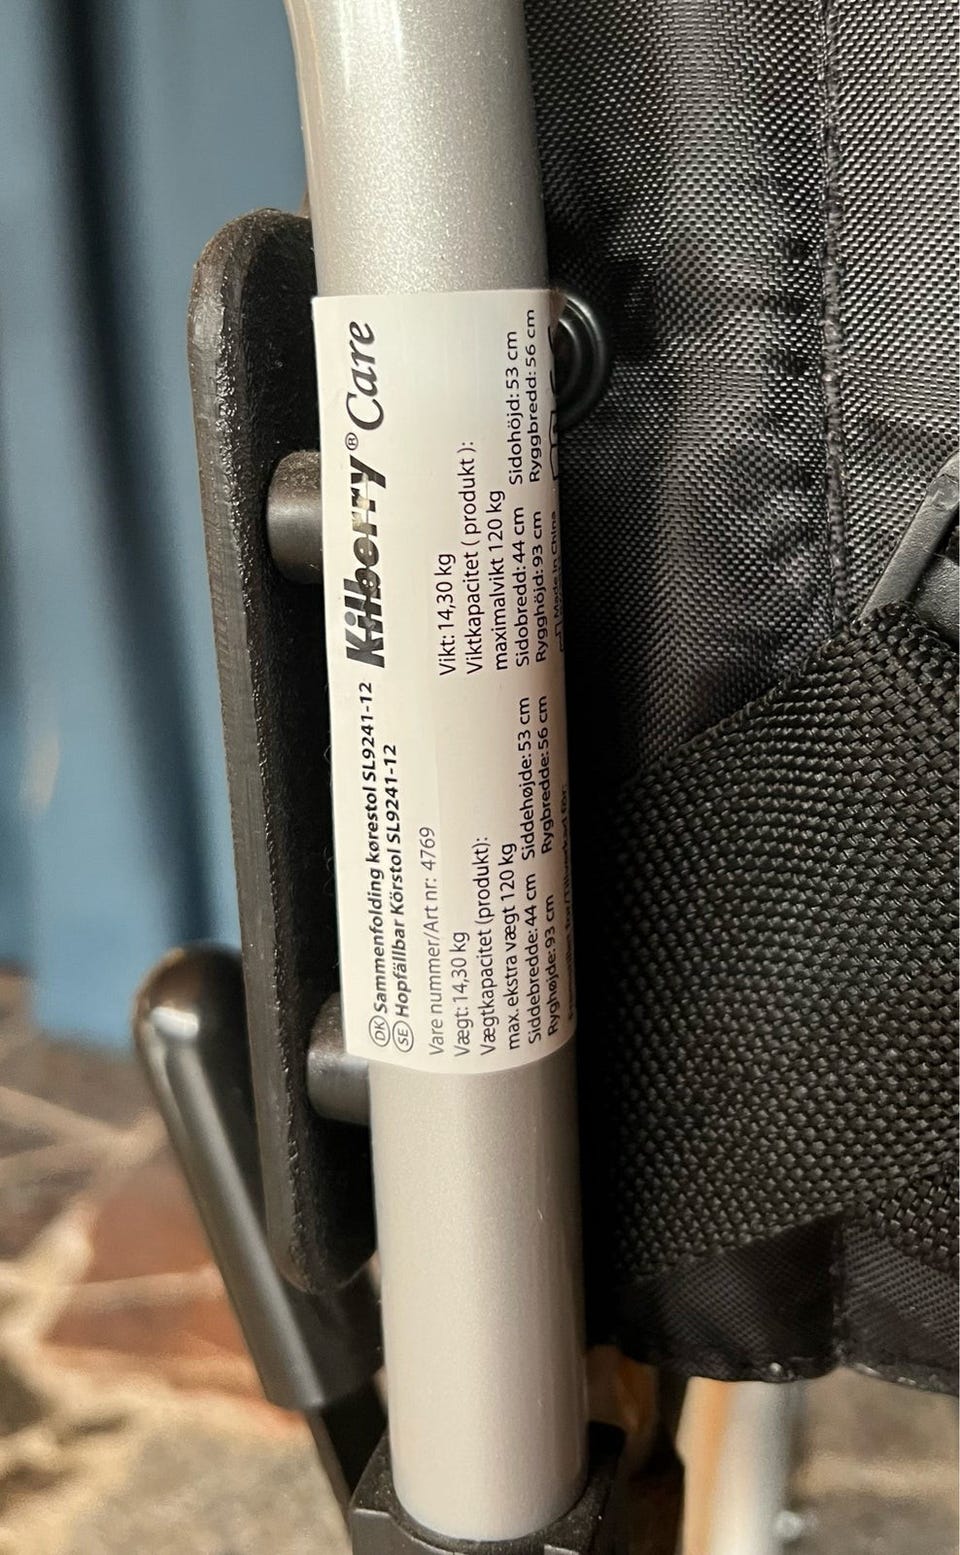 DK Sammenfolding kørestol SL9241-12
SE Hopfällbar Körstol SL9241-12
Kilberry® Care
Vare nummer/Art nr: 4769
Vægt: 14,30 kg
Vægtkapacitet (produkt):
max. ekstra vægt 120 kg
Siddebredde: 44 cm Siddehøjde: 53 cm
Ryghøjde: 93 cm Rygbredde: 56 cm
Vikt: 14,30 kg
Viktkapacitet ( produkt ):
maximalvikt 120 kg
Sidobredd: 44 cm Sidohöjd: 53 cm
Rygghöjd: 93 cm Ryggbredd: 56 cm
Made in China